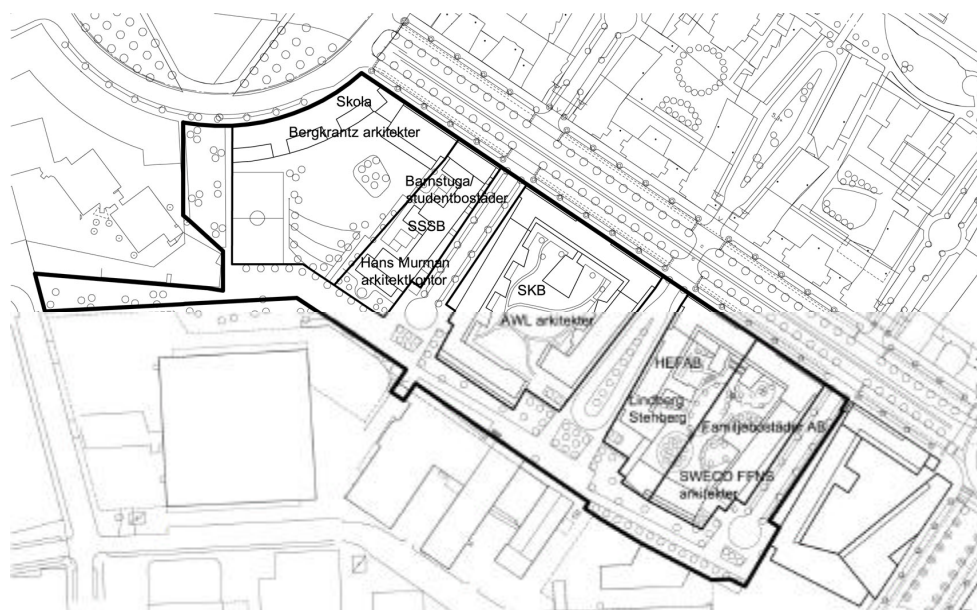 Skola
Bergkrantz arkitekter
Barnstuga/
studentbostäder
SSSB
Hans Murman
arkitektkontor
SKB
AWL arkitekter
HEFAB
Lindberg
Stenberg
Familjebostäder AB
SWECO FFNS
arkitekter